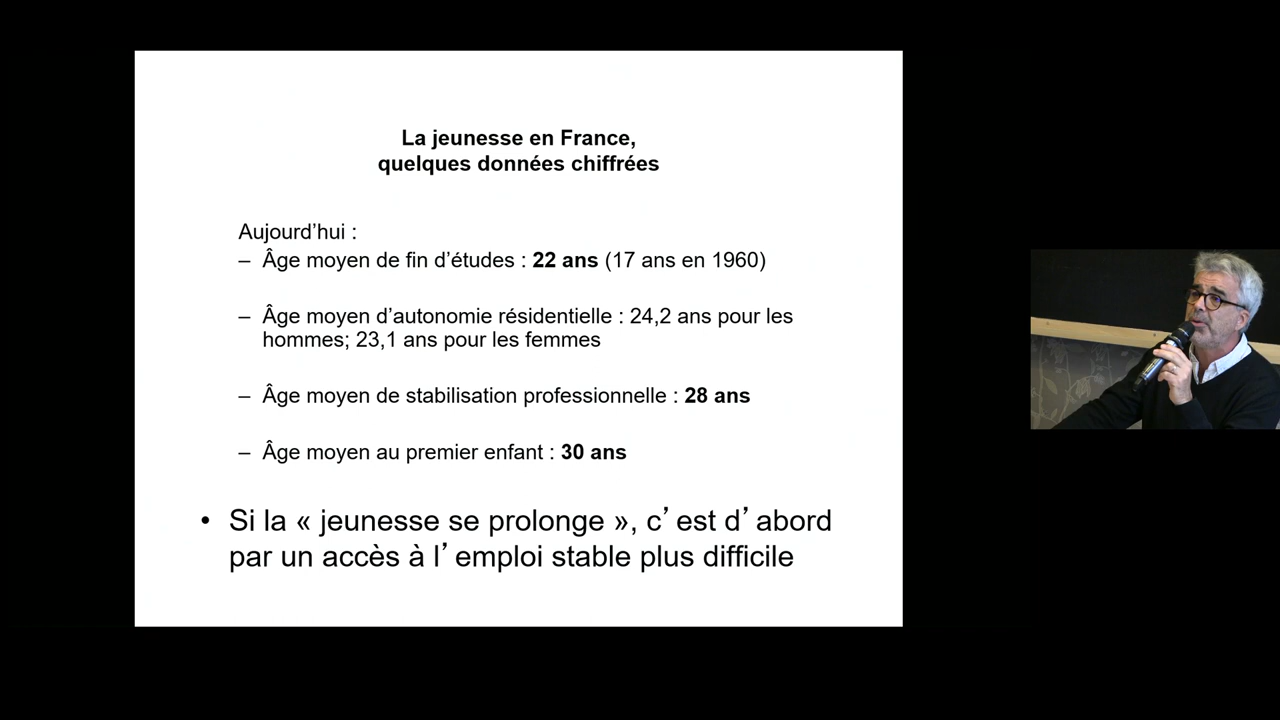 La jeunesse en France,
quelques données chiffrées
Aujourd’hui :
– Âge moyen de fin d’études : 22 ans (17 ans en 1960)
– Âge moyen d’autonomie résidentielle : 24,2 ans pour les
hommes; 23,1 ans pour les femmes
– Âge moyen de stabilisation professionnelle : 28 ans
– Âge moyen au premier enfant : 30 ans
• Si la « jeunesse se prolonge », c’est d’abord
par un accès à l’emploi stable plus difficile